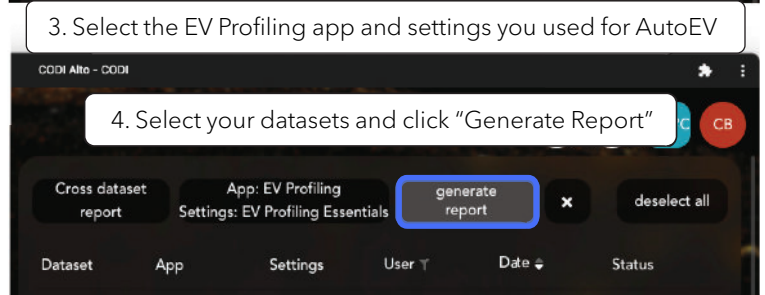 3. Select the EV Profiling app and settings you used for AutoEV
CODI Alto - CODI
4. Select your datasets and click "Generate Report"
C CB
Cross dataset report
App: EV Profiling
Settings: EV Profiling Essentials
generate report
×
deselect all
Dataset App Settings User Date Status